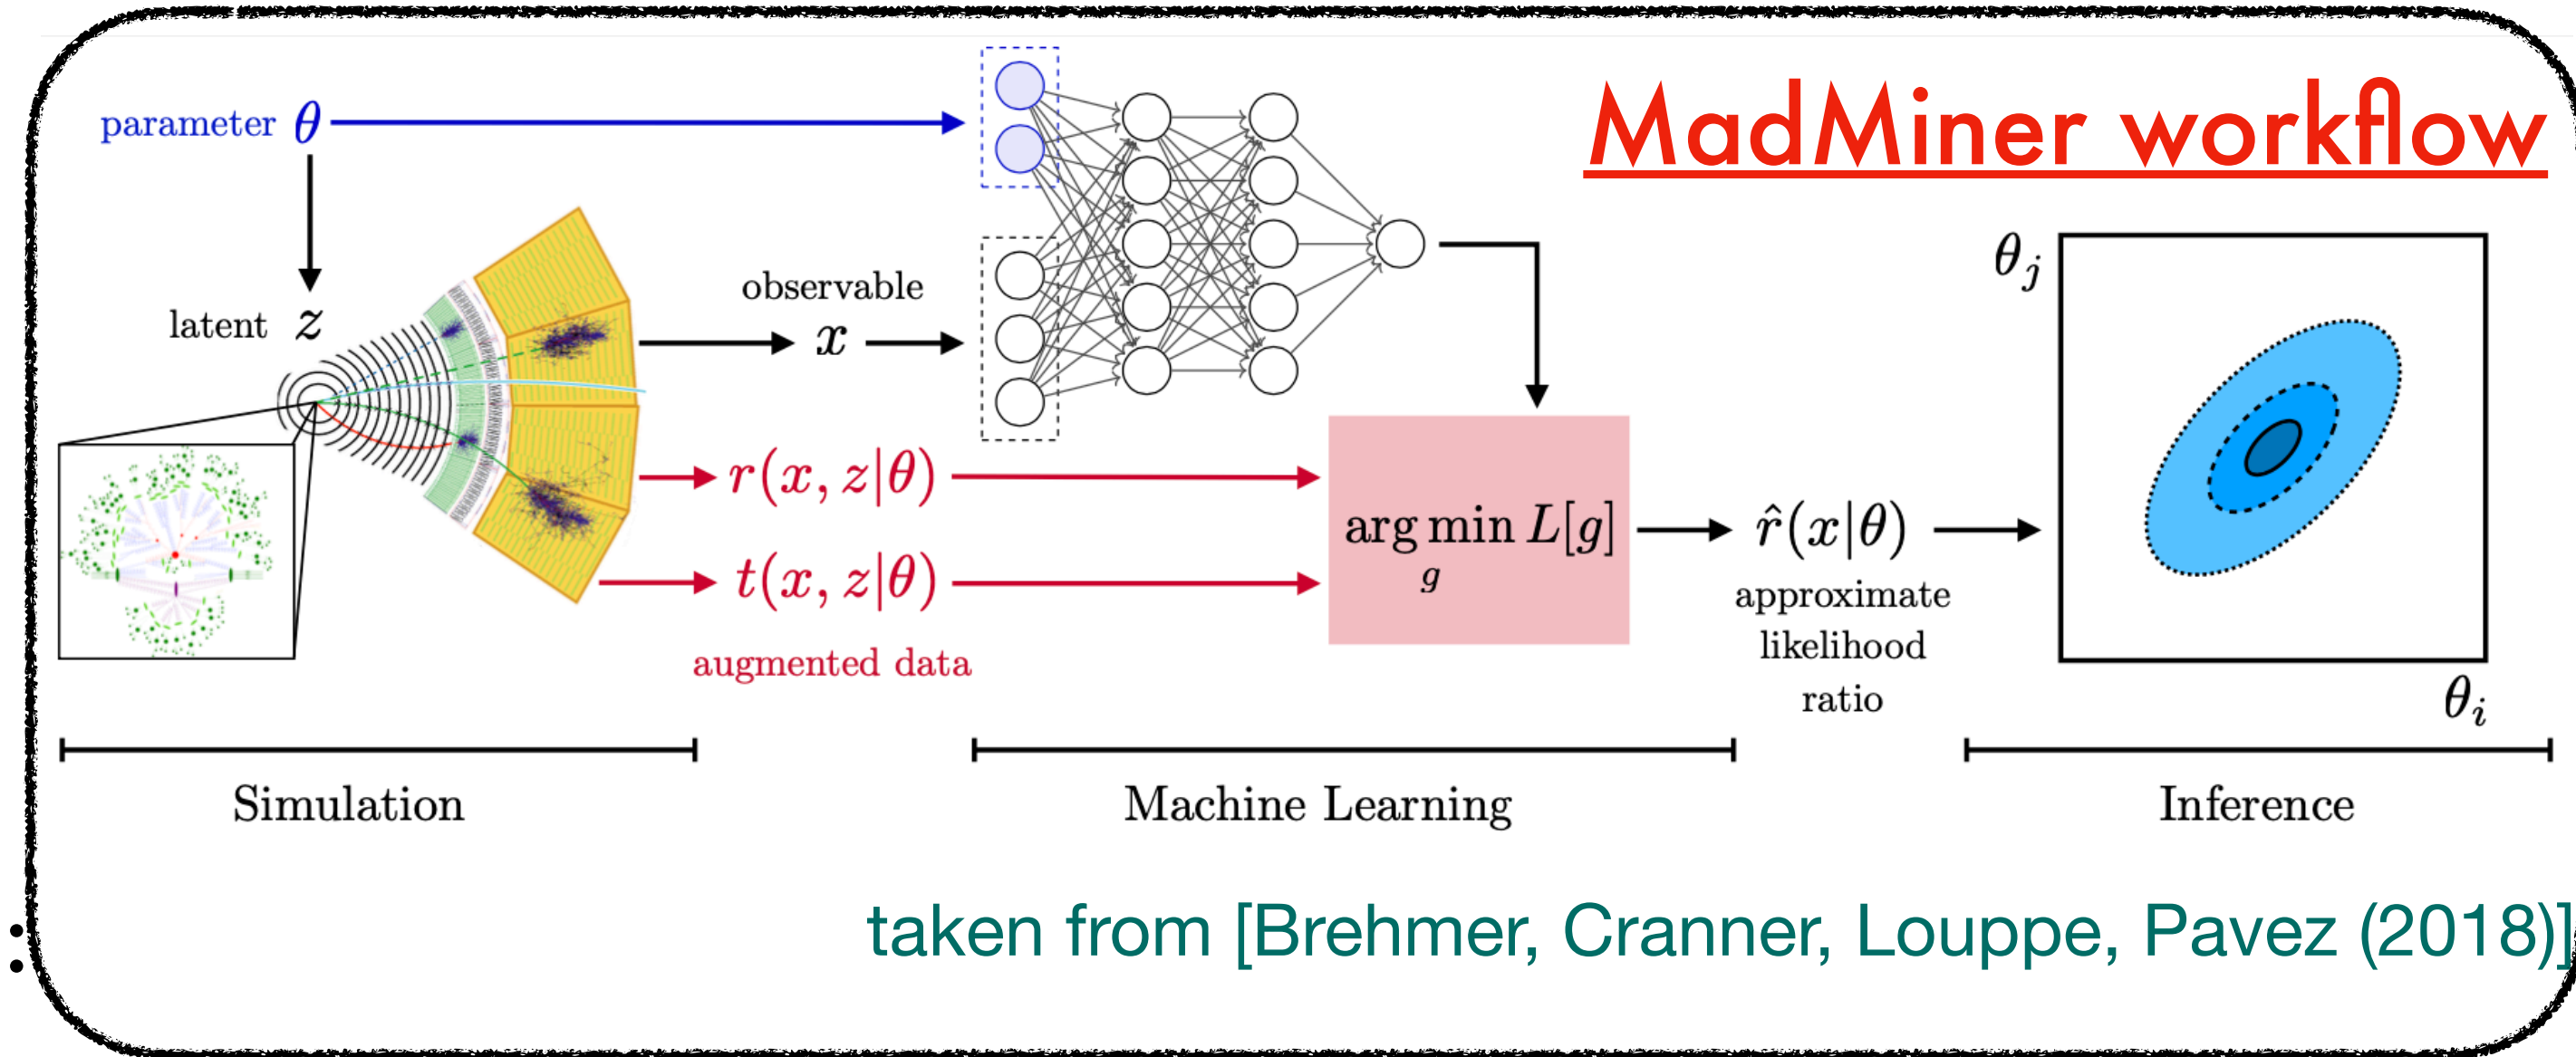 MadMiner workflow
parameter θ
latent z
observable
x
r(x, z|θ)
t(x, z|θ)
augmented data
arg min L[g]
g
r̂(x|θ)
approximate
likelihood
ratio
θj
θi
Simulation
Machine Learning
Inference
taken from [Brehmer, Cranner, Louppe, Pavez (2018)]
: